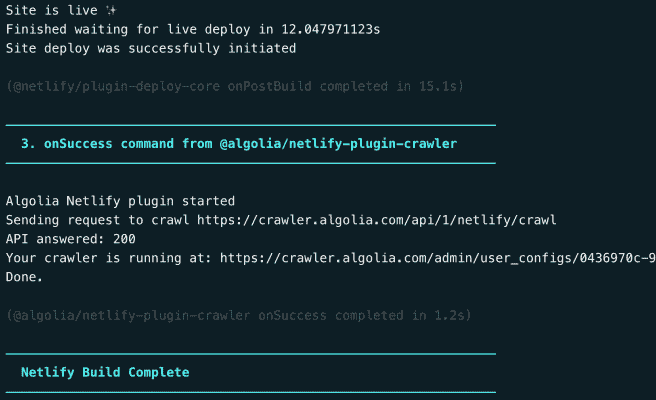 Site is live ✨
Finished waiting for live deploy in 12.047971123s
Site deploy was successfully initiated
(@netlify/plugin-deploy-core onPostBuild completed in 15.1s)
3. onSuccess command from @algolia/netlify-plugin-crawler
Algolia Netlify plugin started
Sending request to crawl https://crawler.algolia.com/api/1/netlify/crawl
API answered: 200
Your crawler is running at: https://crawler.algolia.com/admin/user_configs/0436970c-9
Done.
(@algolia/netlify-plugin-crawler onSuccess completed in 1.2s)
Netlify Build Complete